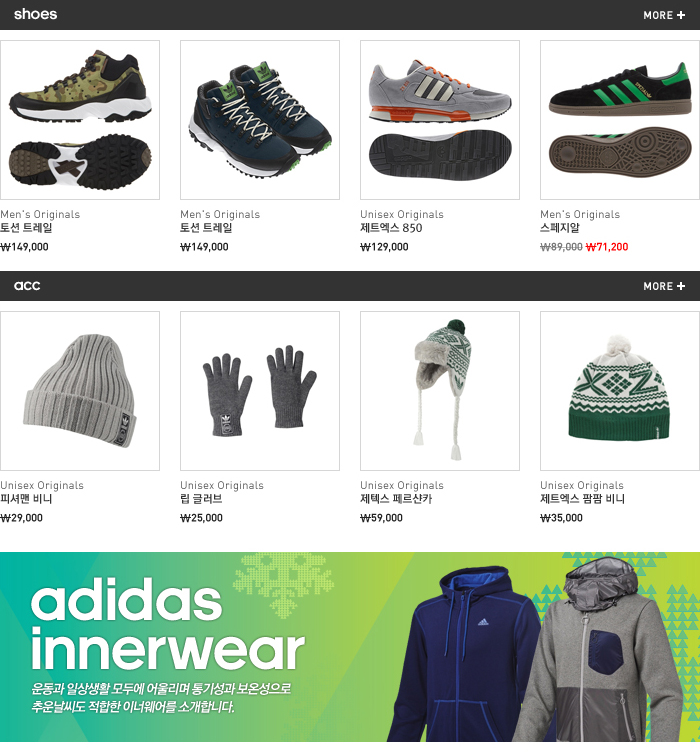 shoes
MORE +
Men's Originals
토션 트레일
₩149,000
Men's Originals
토션 트레일
₩149,000
Unisex Originals
제트엑스 850
₩129,000
Men's Originals
스페지알
₩89,000 ₩71,200
acc
MORE +
Unisex Originals
피셔맨 비니
₩29,000
Unisex Originals
립 글러브
₩25,000
Unisex Originals
제텍스 페르샨카
₩59,000
Unisex Originals
제트엑스 팜팜 비니
₩35,000
adidas
innerwear
운동과 일상생활 모두에 어울리며 통기성과 보온성으로
추운날씨도 적합한 이너웨어를 소개합니다.